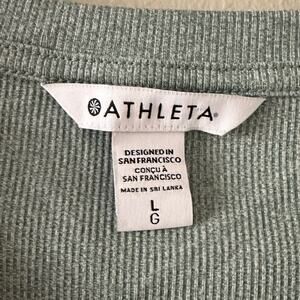 ATHLETA
DESIGNED IN
SAN FRANCISCO
CONÇU À
SAN FRANCISCO
MADE IN SRI LANKA
L
G